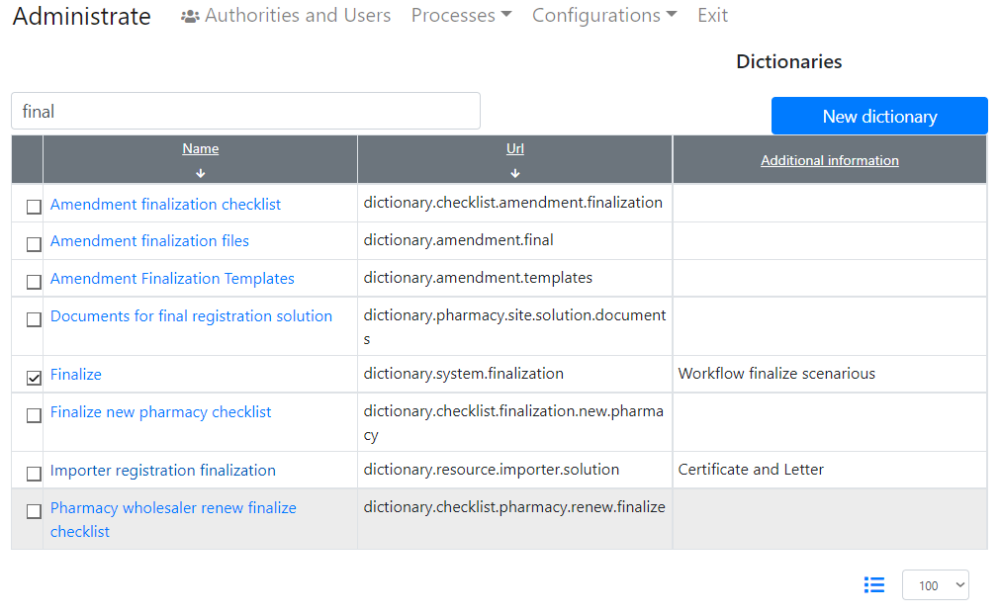 Administrate Authorities and Users Processes Configurations Exit
Dictionaries
final
New dictionary
Name Url Additional information
Amendment finalization checklist dictionary.checklist.amendment.finalization
Amendment finalization files dictionary.amendment.final
Amendment Finalization Templates dictionary.amendment.templates
Documents for final registration solution dictionary.pharmacy.site.solution.document
s
Finalize dictionary.system.finalization Workflow finalize scenarious
Finalize new pharmacy checklist dictionary.checklist.finalization.new.pharma
cy
Importer registration finalization dictionary.resource.importer.solution Certificate and Letter
Pharmacy wholesaler renew finalize dictionary.checklist.pharmacy.renew.finalize
checklist
100